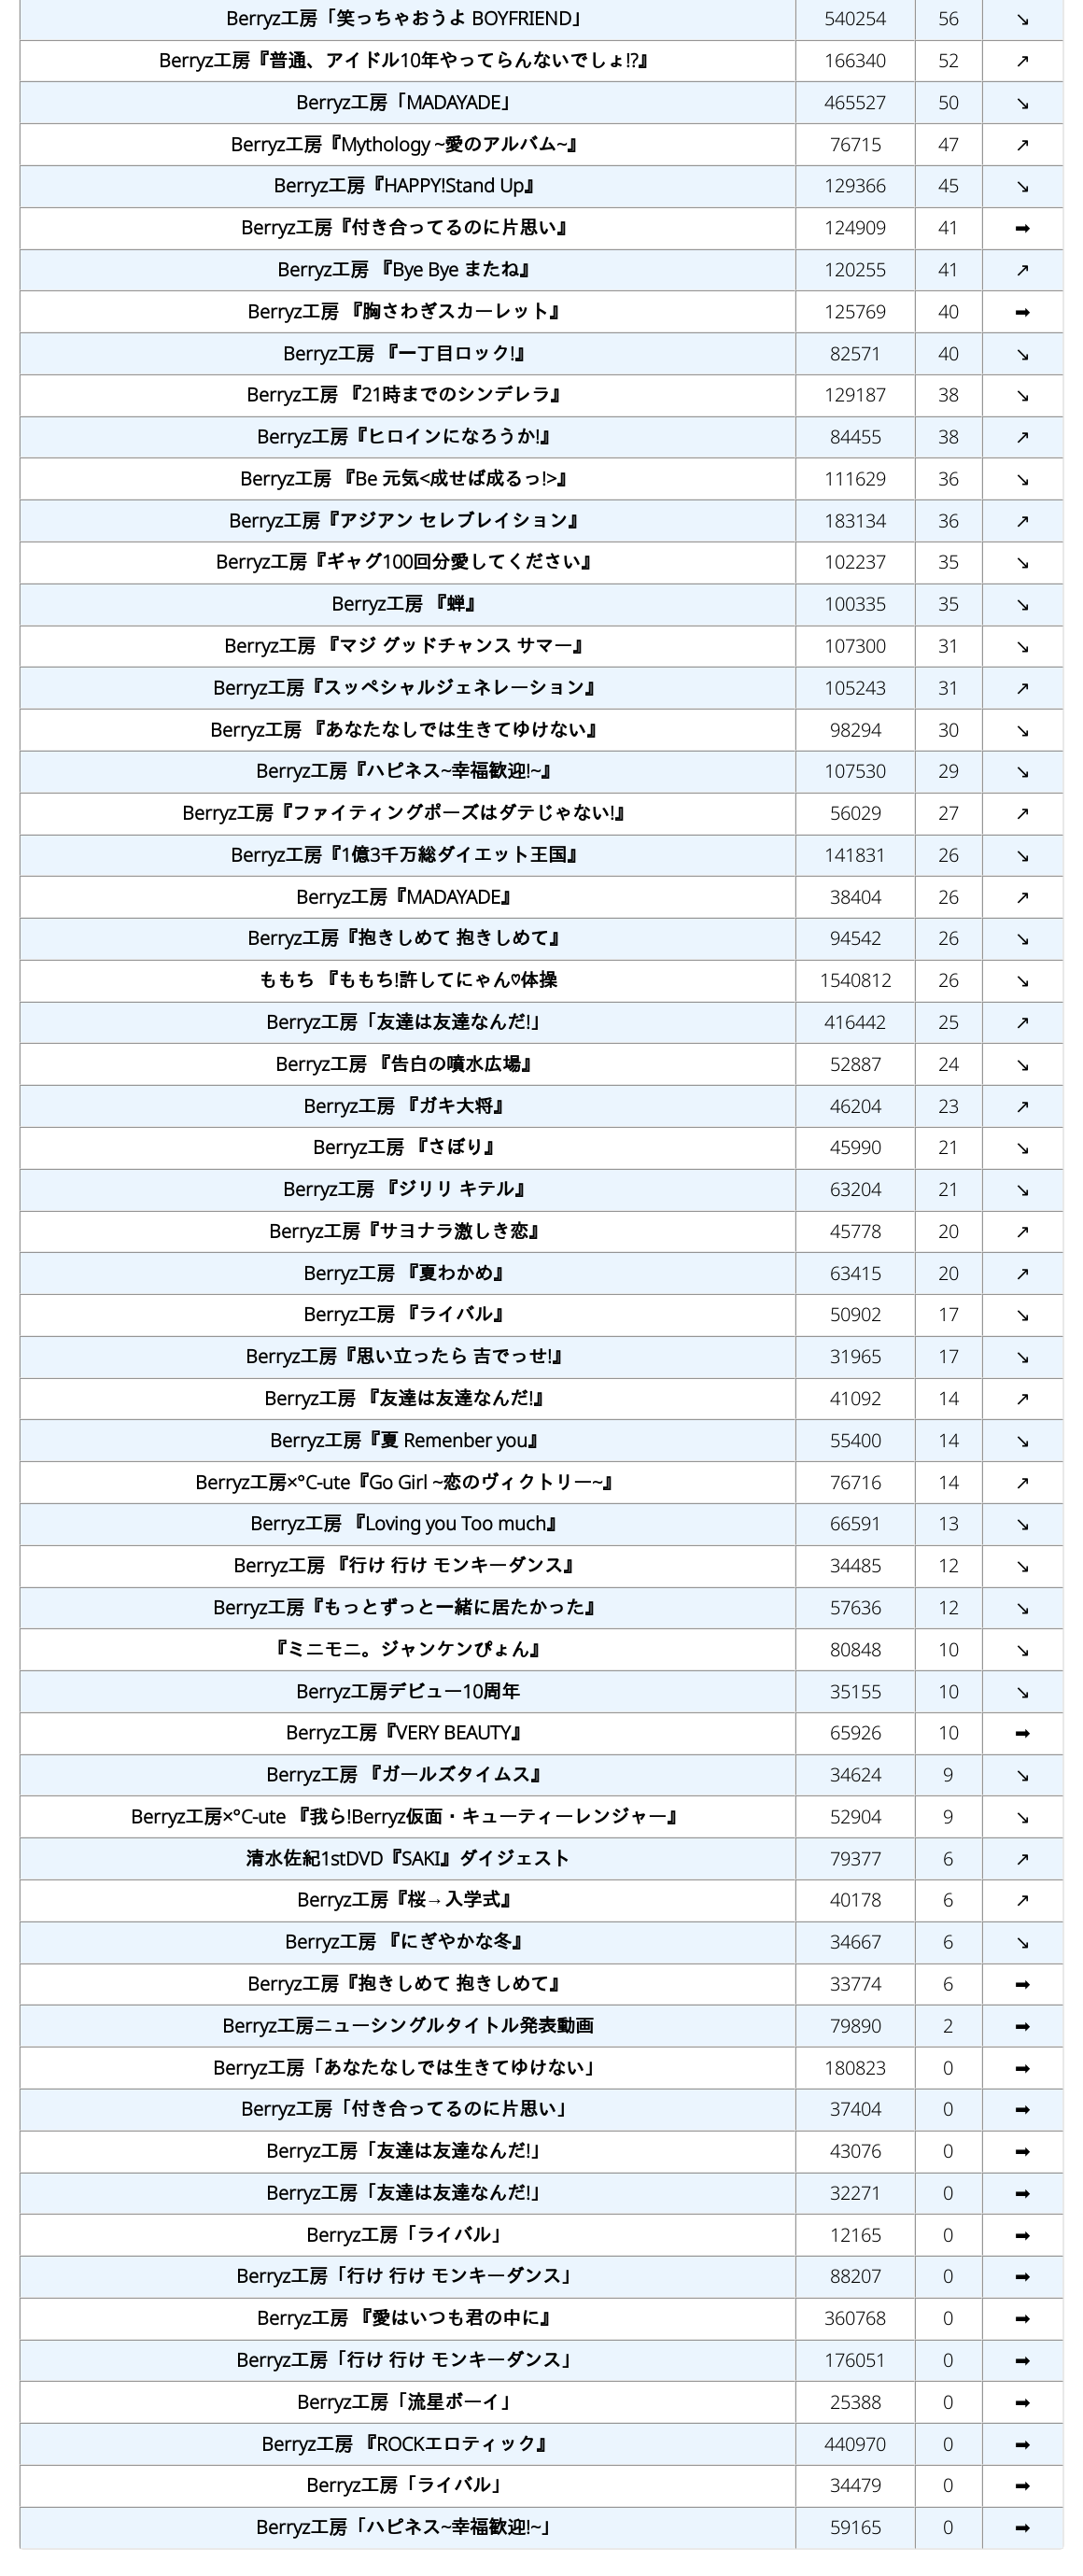 Berryz工房「笑っちゃおうよ BOYFRIEND」 540254 56 ↘
Berryz工房『普通、アイドル10年やってらんないでしょ!?』 166340 52 ↗
Berryz工房「MADAYADE」 465527 50 ↘
Berryz工房『Mythology ~愛のアルバム~』 76715 47 ↗
Berryz工房『HAPPY!Stand Up』 129366 45 ↘
Berryz工房『付き合ってるのに片思い』 124909 41 ➡
Berryz工房 『Bye Bye またね』 120255 41 ↗
Berryz工房 『胸さわぎスカーレット』 125769 40 ➡
Berryz工房 『一丁目ロック!』 82571 40 ↘
Berryz工房 『21時までのシンデレラ』 129187 38 ↘
Berryz工房『ヒロインになろうか!』 84455 38 ↗
Berryz工房 『Be 元気<成せば成るっ!>』 111629 36 ↘
Berryz工房『アジアン セレブレイション』 183134 36 ↗
Berryz工房『ギャグ100回分愛してください』 102237 35 ↘
Berryz工房 『蝉』 100335 35 ↘
Berryz工房 『マジ グッドチャンス サマー』 107300 31 ↘
Berryz工房『スッペシャルジェネレーション』 105243 31 ↗
Berryz工房 『あなたなしでは生きてゆけない』 98294 30 ↘
Berryz工房『ハピネス~幸福歓迎!~』 107530 29 ↘
Berryz工房『ファイティングポーズはダテじゃない!』 56029 27 ↗
Berryz工房『1億3千万総ダイエット王国』 141831 26 ↘
Berryz工房『MADAYADE』 38404 26 ↗
Berryz工房『抱きしめて 抱きしめて』 94542 26 ↘
ももち 『ももち!許してにゃん♡体操 1540812 26 ↘
Berryz工房「友達は友達なんだ!」 416442 25 ↗
Berryz工房 『告白の噴水広場』 52887 24 ↘
Berryz工房 『ガキ大将』 46204 23 ↗
Berryz工房 『さぼり』 45990 21 ↘
Berryz工房 『ジリリ キテル』 63204 21 ↘
Berryz工房『サヨナラ激しき恋』 45778 20 ↗
Berryz工房 『夏わかめ』 63415 20 ↗
Berryz工房 『ライバル』 50902 17 ↘
Berryz工房『思い立ったら 吉でっせ!』 31965 17 ↘
Berryz工房 『友達は友達なんだ!』 41092 14 ↗
Berryz工房『夏 Remenber you』 55400 14 ↘
Berryz工房×°C-ute『Go Girl ~恋のヴィクトリー~』 76716 14 ↗
Berryz工房 『Loving you Too much』 66591 13 ↘
Berryz工房 『行け 行け モンキーダンス』 34485 12 ↘
Berryz工房『もっとずっと一緒に居たかった』 57636 12 ↘
『ミニモニ。ジャンケンぴょん』 80848 10 ↘
Berryz工房デビュー10周年 35155 10 ↘
Berryz工房『VERY BEAUTY』 65926 10 ➡
Berryz工房 『ガールズタイムス』 34624 9 ↘
Berryz工房×°C-ute 『我ら!Berryz仮面・キューティーレンジャー』 52904 9 ↘
清水佐紀1stDVD『SAKI』ダイジェスト 79377 6 ↗
Berryz工房『桜→入学式』 40178 6 ↗
Berryz工房 『にぎやかな冬』 34667 6 ↘
Berryz工房『抱きしめて 抱きしめて』 33774 6 ➡
Berryz工房ニューシングルタイトル発表動画 79890 2 ➡
Berryz工房「あなたなしでは生きてゆけない」 180823 0 ➡
Berryz工房「付き合ってるのに片思い」 37404 0 ➡
Berryz工房「友達は友達なんだ!」 43076 0 ➡
Berryz工房「友達は友達なんだ!」 32271 0 ➡
Berryz工房「ライバル」 12165 0 ➡
Berryz工房「行け 行け モンキーダンス」 88207 0 ➡
Berryz工房 『愛はいつも君の中に』 360768 0 ➡
Berryz工房「行け 行け モンキーダンス」 176051 0 ➡
Berryz工房「流星ボーイ」 25388 0 ➡
Berryz工房 『ROCKエロティック』 440970 0 ➡
Berryz工房「ライバル」 34479 0 ➡
Berryz工房「ハピネス~幸福歓迎!~」 59165 0 ➡